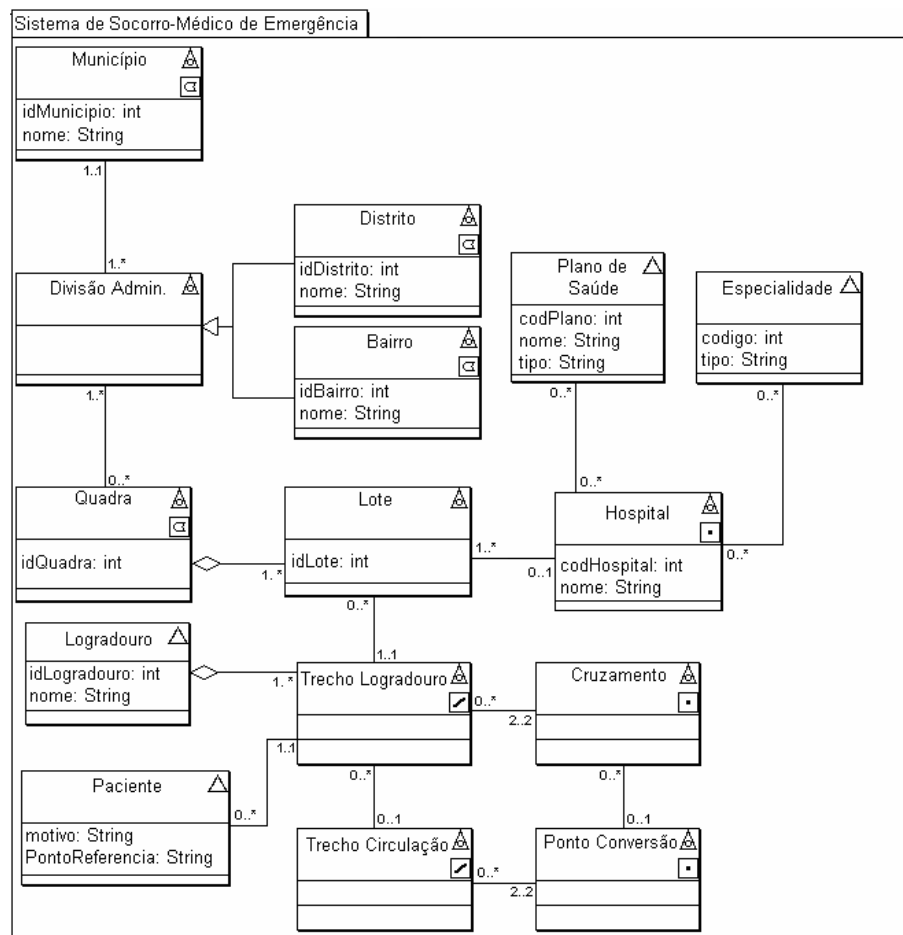 Sistema de Socorro-Médico de Emergência
Município
idMunicipio: int
nome: String
1..1
1..*
Divisão Admin.
1..*
0..*
Distrito
idDistrito: int
nome: String
Bairro
idBairro: int
nome: String
Plano de
Saúde
codPlano: int
nome: String
tipo: String
0..*
0..*
Especialidade
codigo: int
tipo: String
0..*
0..*
Quadra
idQuadra: int
1..*
Lote
idLote: int
1..*
0..1
Hospital
codHospital: int
nome: String
0..*
1..1
Logradouro
idLogradouro: int
nome: String
1..*
Trecho Logradouro
0..*
2..2
Cruzamento
1..1
0..*
Paciente
motivo: String
PontoReferencia: String
0..*
0..1
0..*
0..1
Trecho Circulação
0..*
2..2
Ponto Conversão